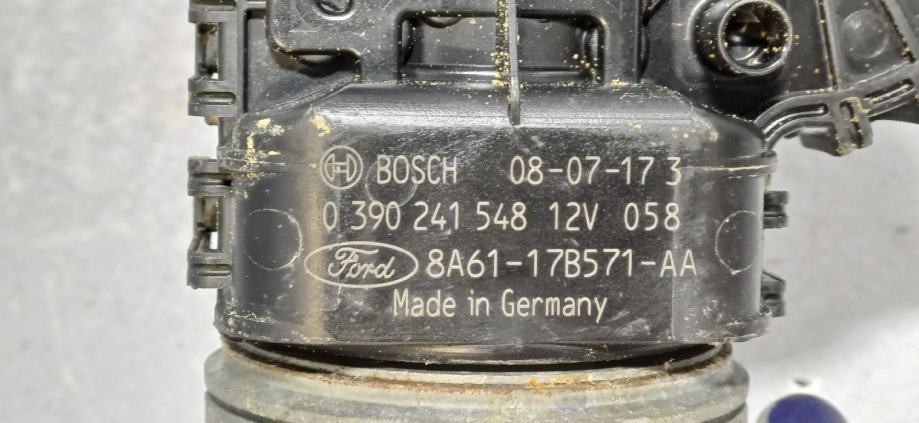 BOSCH 08-07-17 3
0 390 241 548 12V 058
Ford 8A61-17B571-AA
Made in Germany